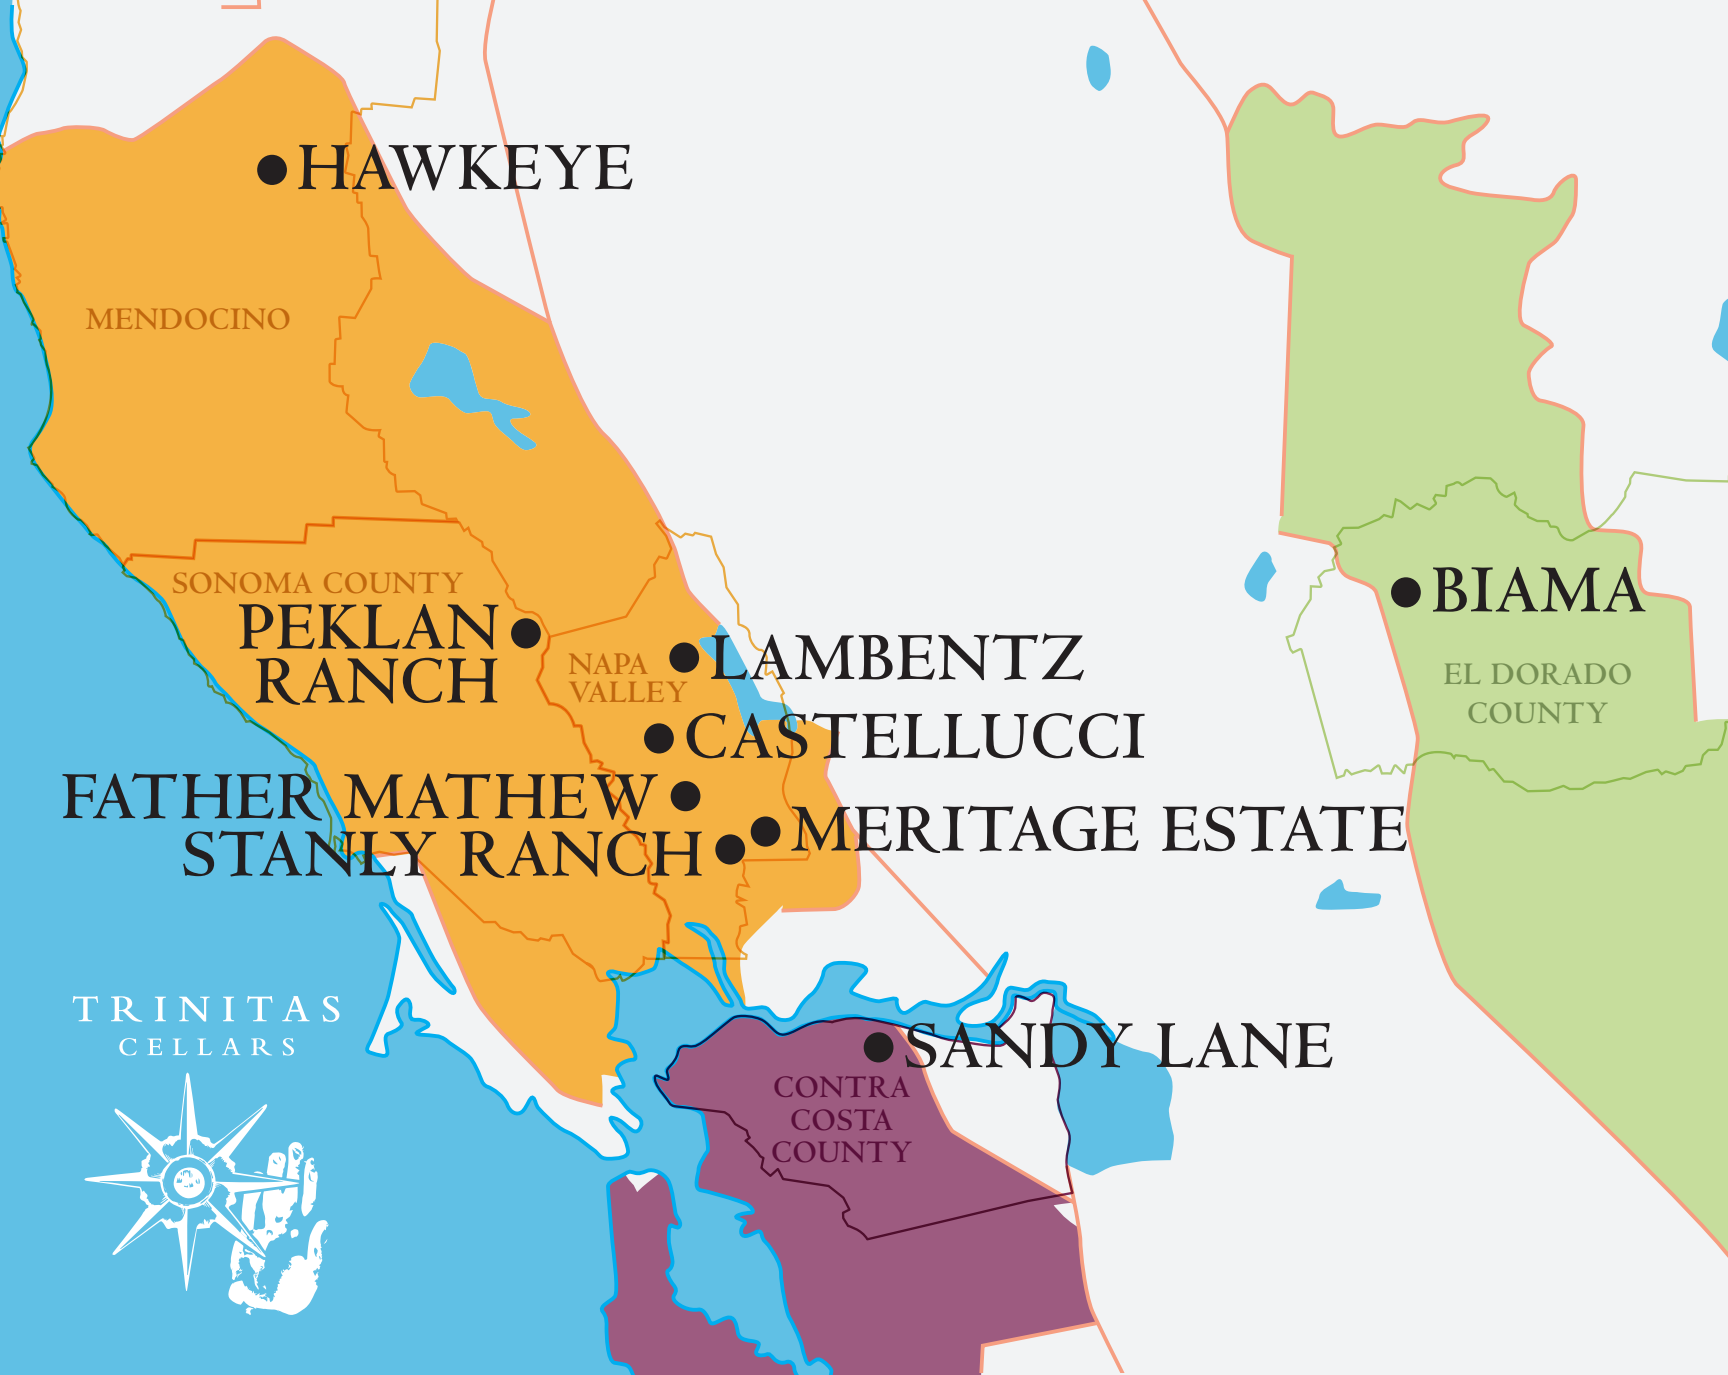 HAWKEYE
MENDOCINO
SONOMA COUNTY
PEKLAN
RANCH
NAPA
VALLEY
LAMBENTZ
CASTELLUCCI
FATHER MATHEW
MERITAGE ESTATE
STANLY RANCH
BIAMA
EL DORADO
COUNTY
TRINITAS
CELLARS
SANDY LANE
CONTRA
COSTA
COUNTY